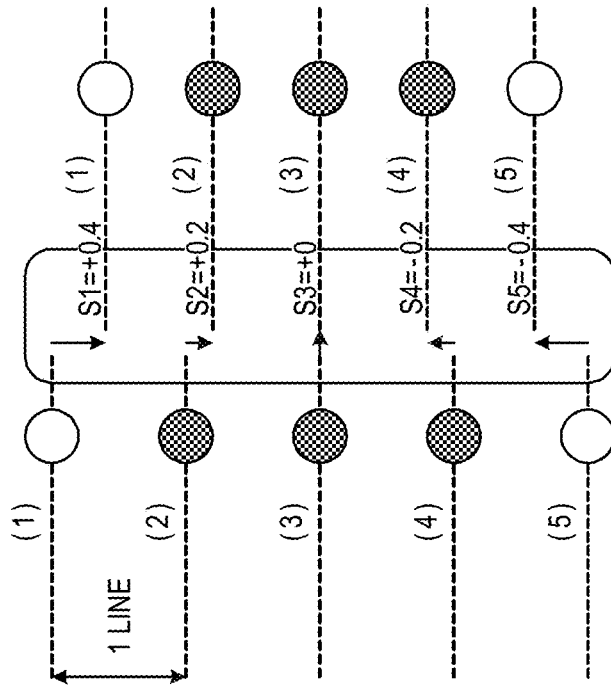 (1)
S1=+0.4
(2)
S2=+0.2
(3)
S3=+0
(4)
S4=-0.2
(5)
S5=-0.4
(1)
(2)
(3)
(4)
(5)
1 LINE